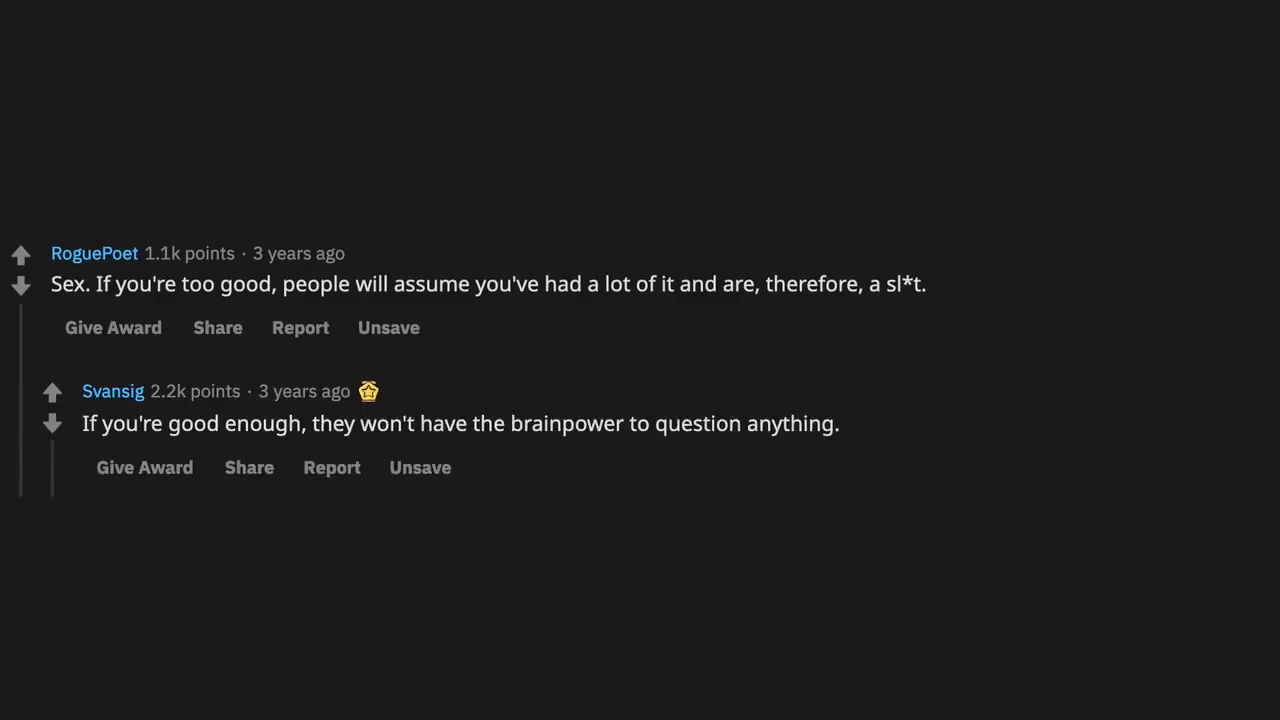 RoguePoet 1.1k points · 3 years ago
Sex. If you're too good, people will assume you've had a lot of it and are, therefore, a sl*t.
Give Award Share Report Unsave
Svansig 2.2k points · 3 years ago
If you're good enough, they won't have the brainpower to question anything.
Give Award Share Report Unsave